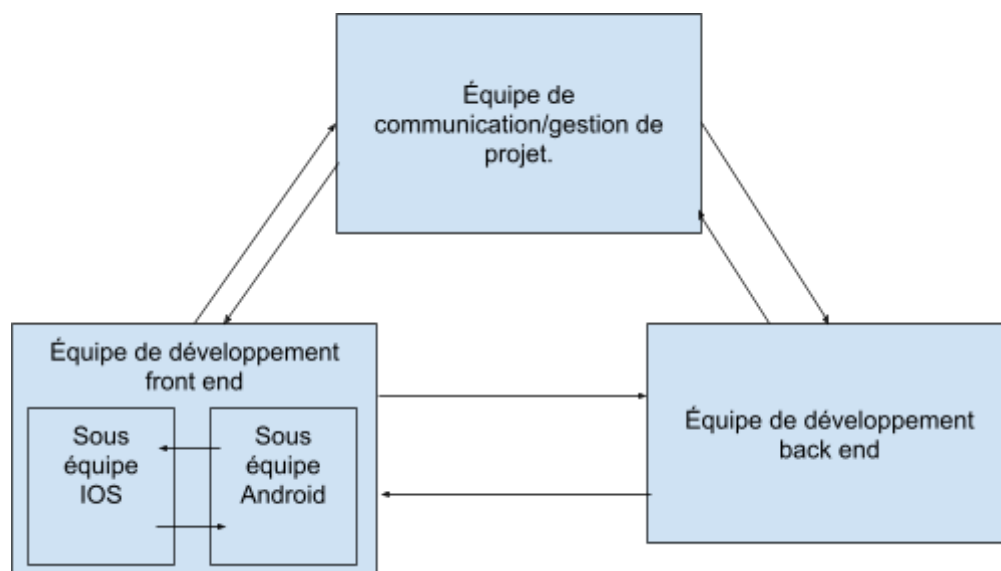 Équipe de
communication/gestion de
projet.
Équipe de développement
front end
Sous
équipe
IOS
Sous
équipe
Android
Équipe de développement
back end